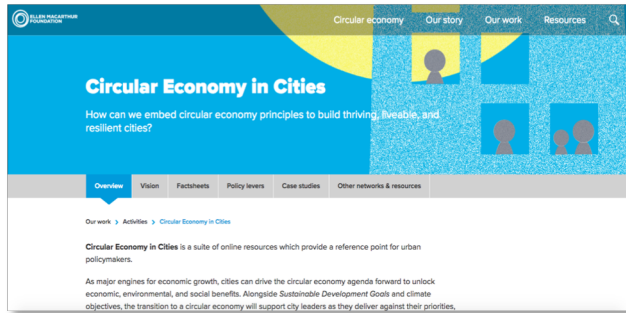 ELLEN MACARTHUR
FOUNDATION
Circular economy Our story Our work Resources
Circular Economy in Cities
How can we embed circular economy principles to build thriving, liveable, and
resilient cities?
Overview Vision Factsheets Policy levers Case studies Other networks & resources
Our work > Activities > Circular Economy in Cities
Circular Economy in Cities is a suite of online resources which provide a reference point for urban
policymakers.
As major engines for economic growth, cities can drive the circular economy agenda forward to unlock
economic, environmental, and social benefits. Alongside Sustainable Development Goals and climate
objectives, the transition to a circular economy will support city leaders as they deliver against their priorities,